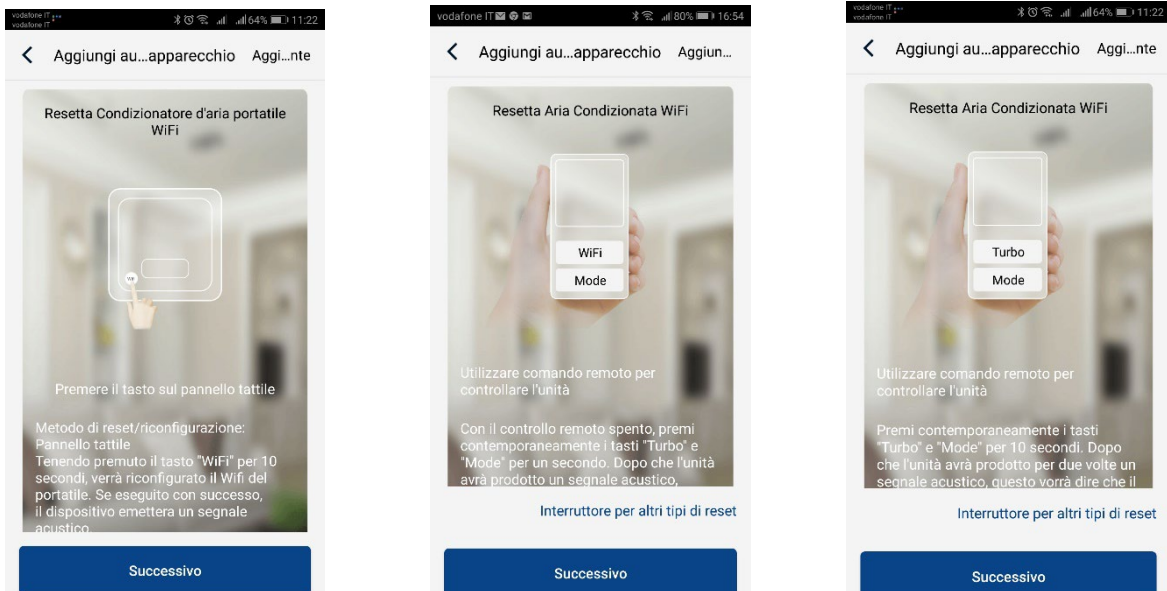 vodafone IT
vodafone IT
64% 11:22
Aggiungi au...apparecchio Aggi...nte
Resetta Condizionatore d'aria portatile
WiFi
WiFi
Premere il tasto sul pannello tattile
Metodo di reset/riconfigurazione:
Pannello tattile
Tenendo premuto il tasto "WiFi" per 10
secondi, verrà riconfigurato il Wifi del
portatile. Se eseguito con successo,
il dispositivo emettera un segnale
acustico.
Successivo
vodafone IT 80% 16:54
Aggiungi au...apparecchio Aggiun...
Resetta Aria Condizionata WiFi
WiFi
Mode
Utilizzare comando remoto per
controllare l'unità
Con il controllo remoto spento, premi
contemporaneamente i tasti "Turbo" e
"Mode" per un secondo. Dopo che l'unità
avrà prodotto un segnale acustico,
Interruttore per altri tipi di reset
Successivo
vodafone IT
vodafone IT
64% 11:22
Aggiungi au...apparecchio Aggi...nte
Resetta Aria Condizionata WiFi
Turbo
Mode
Utilizzare comando remoto per
controllare l'unità
Premi contemporaneamente i tasti
"Turbo" e "Mode" per 10 secondi. Dopo
che l'unità avrà prodotto per due volte un
segnale acustico, questo vorrà dire che il
Interruttore per altri tipi di reset
Successivo